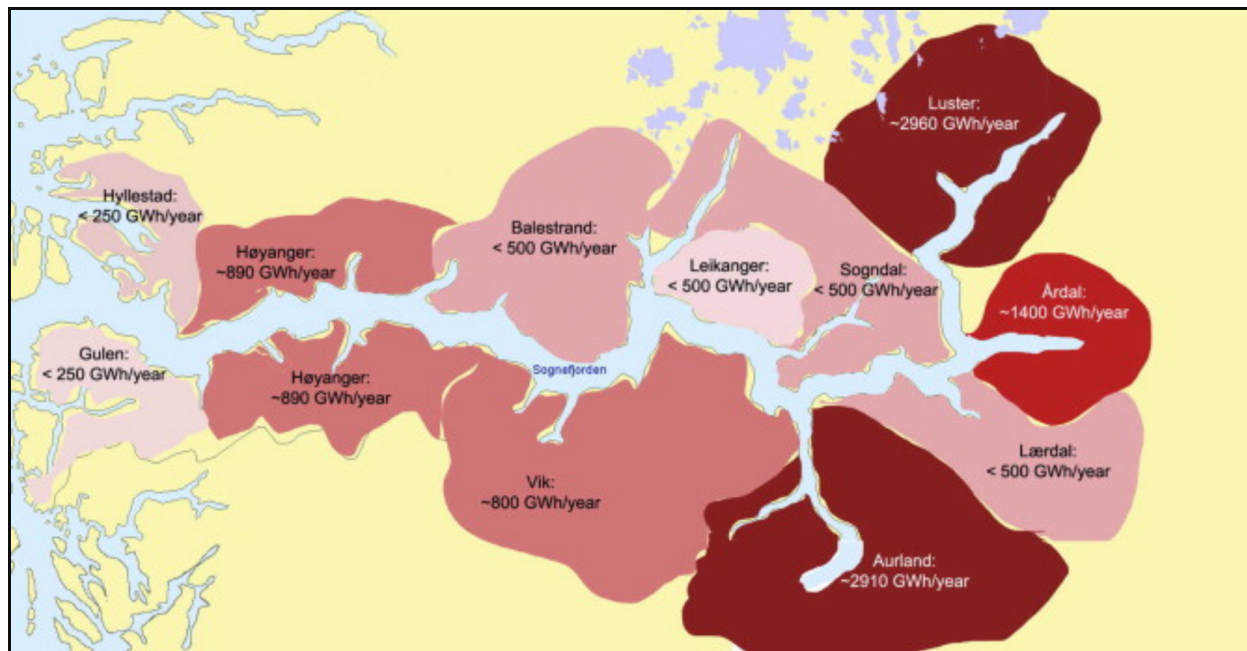 Luster:
~2960 GWh/year
Hyllestad:
< 250 GWh/year
Høyanger:
~890 GWh/year
Balestrand:
< 500 GWh/year
Leikanger:
< 500 GWh/year
Sogndal:
< 500 GWh/year
Årdal:
~1400 GWh/year
Gulen:
< 250 GWh/year
Høyanger:
~890 GWh/year
Sognefjorden
Vik:
~800 GWh/year
Lærdal:
< 500 GWh/year
Aurland:
~2910 GWh/year